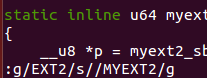 static inline u64 myext
{
__u8 *p = myext2_sb
:g/EXT2/s//MYEXT2/g